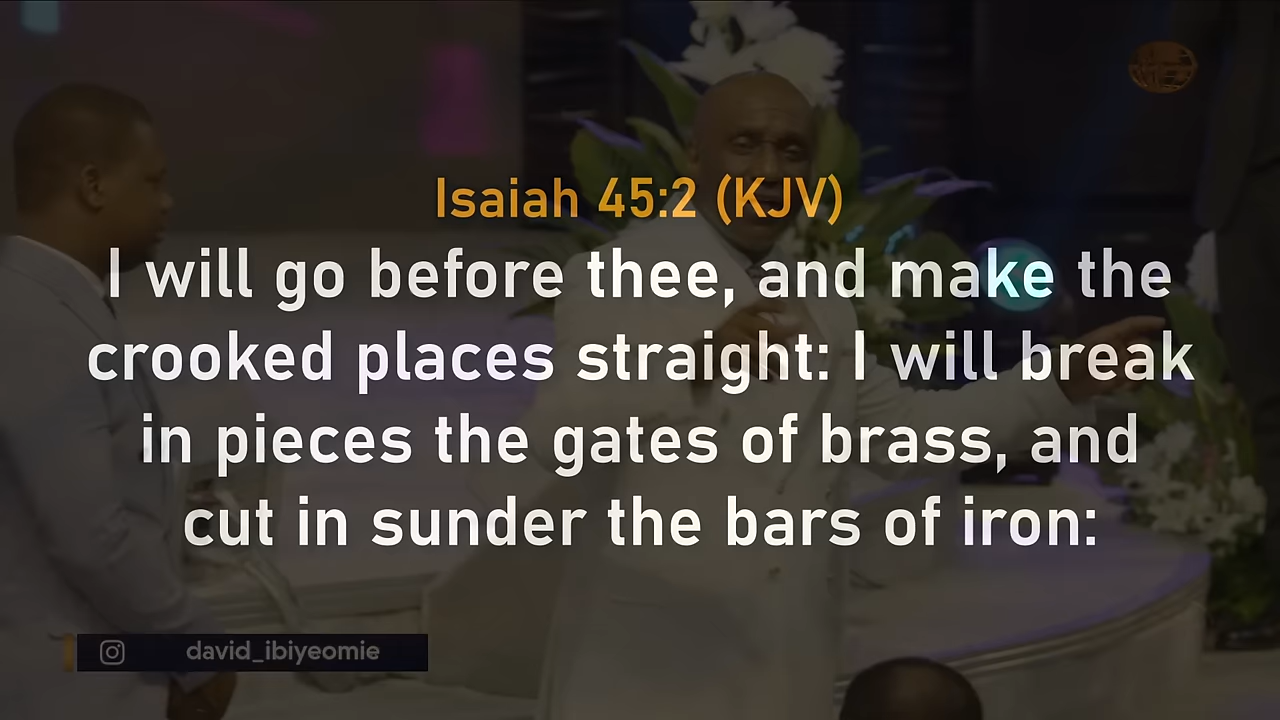 Isaiah 45:2 (KJV)
I will go before thee, and make the
crooked places straight: I will break
in pieces the gates of brass, and
cut in sunder the bars of iron:
david_ibiyeomie